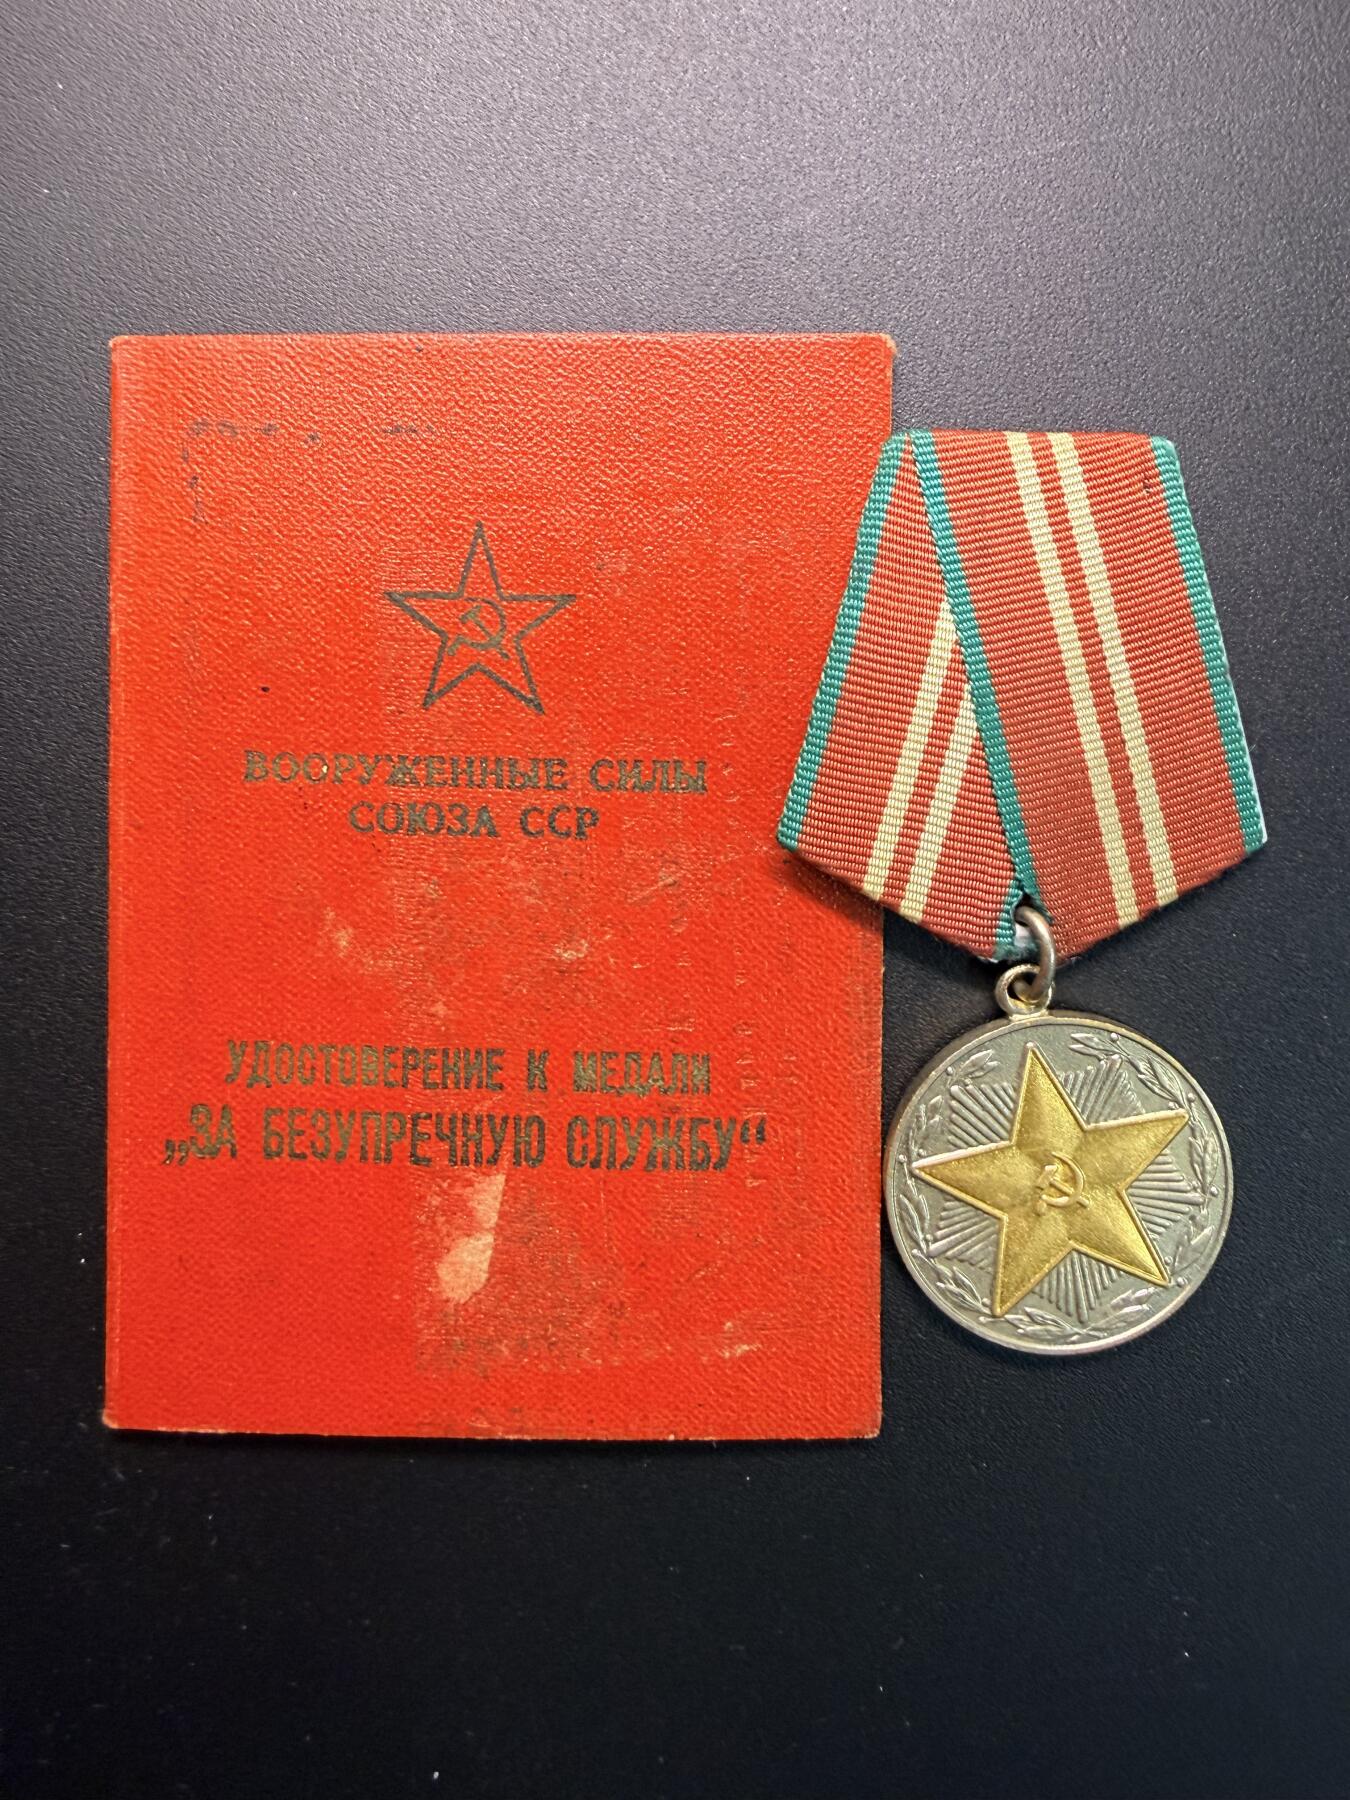 ВООРУЖЕННЫЕ СИЛЫ
СОЮЗА ССР
УДОСТОВЕРЕНИЕ К МЕДАЛИ
„ЗА БЕЗУПРЕЧНУЮ СЛУЖБУ“